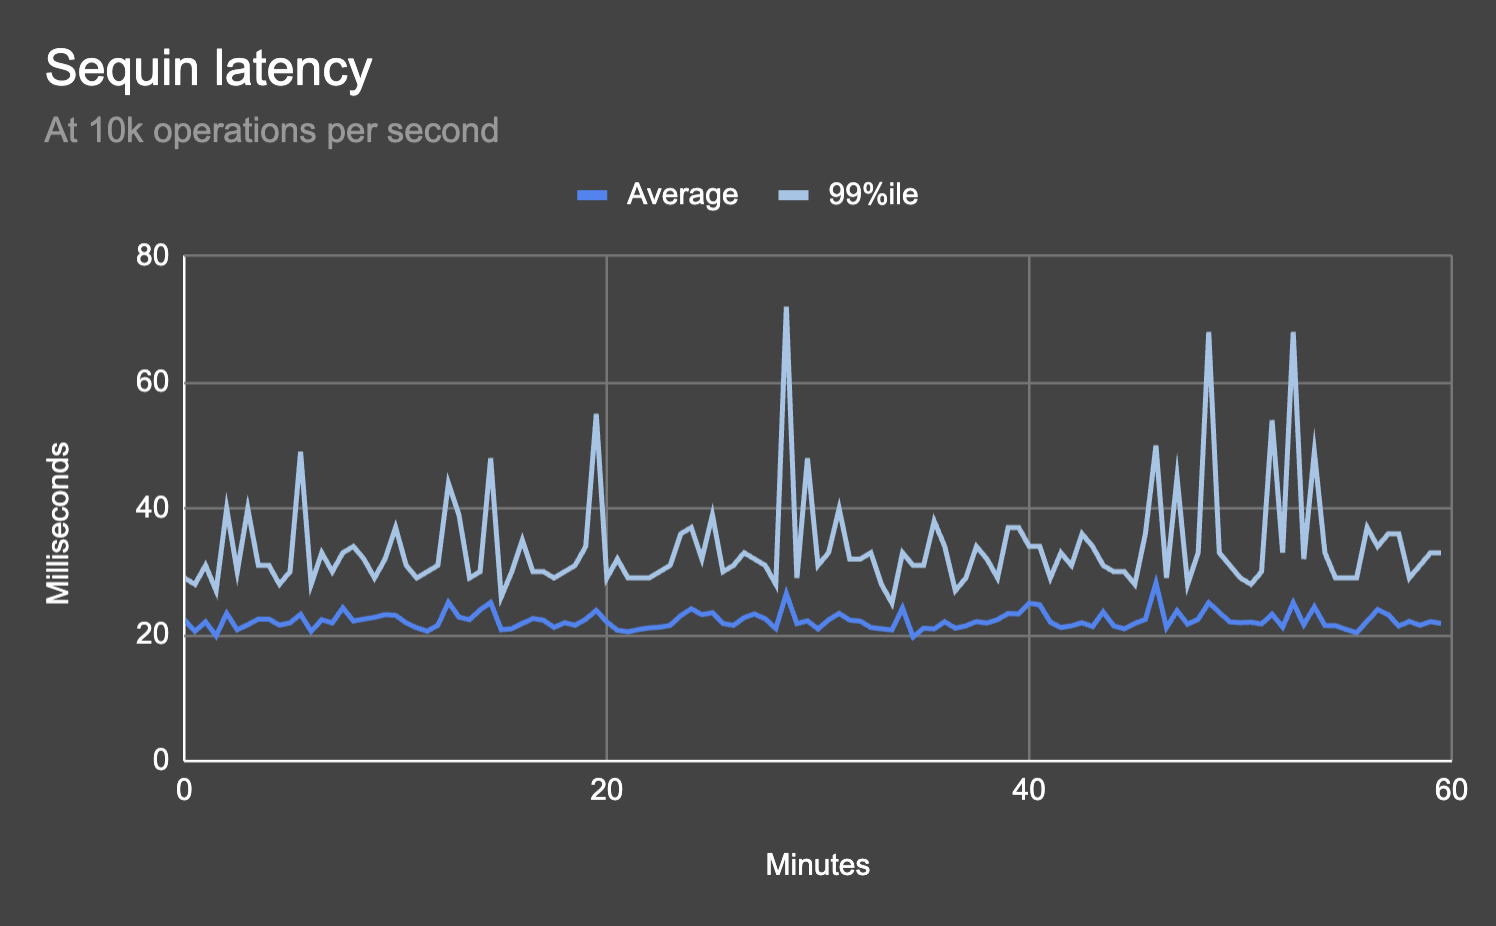 Sequin latency
At 10k operations per second
Average 99%ile
80
60
40
20
0
Milliseconds
0 20 40 60
Minutes